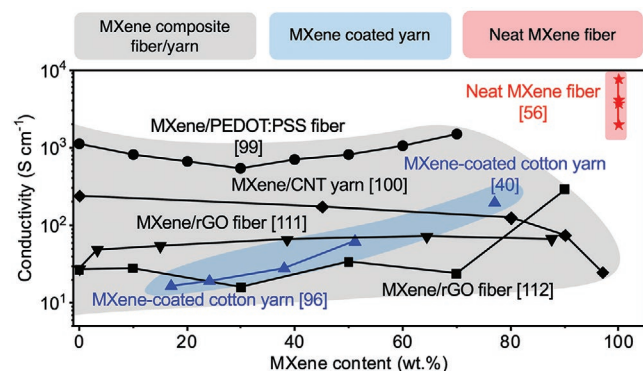 MXene composite
fiber/yarn
MXene coated yarn
Neat MXene fiber
10⁴
10³
10²
10¹
Conductivity (S cm⁻¹)
Neat MXene fiber
[56]
MXene/PEDOT:PSS fiber
[99]
MXene-coated cotton yarn
[40]
MXene/CNT yarn [100]
MXene/rGO fiber [111]
MXene-coated cotton yarn [96]
MXene/rGO fiber [112]
0
20
40
60
80
100
MXene content (wt.%)